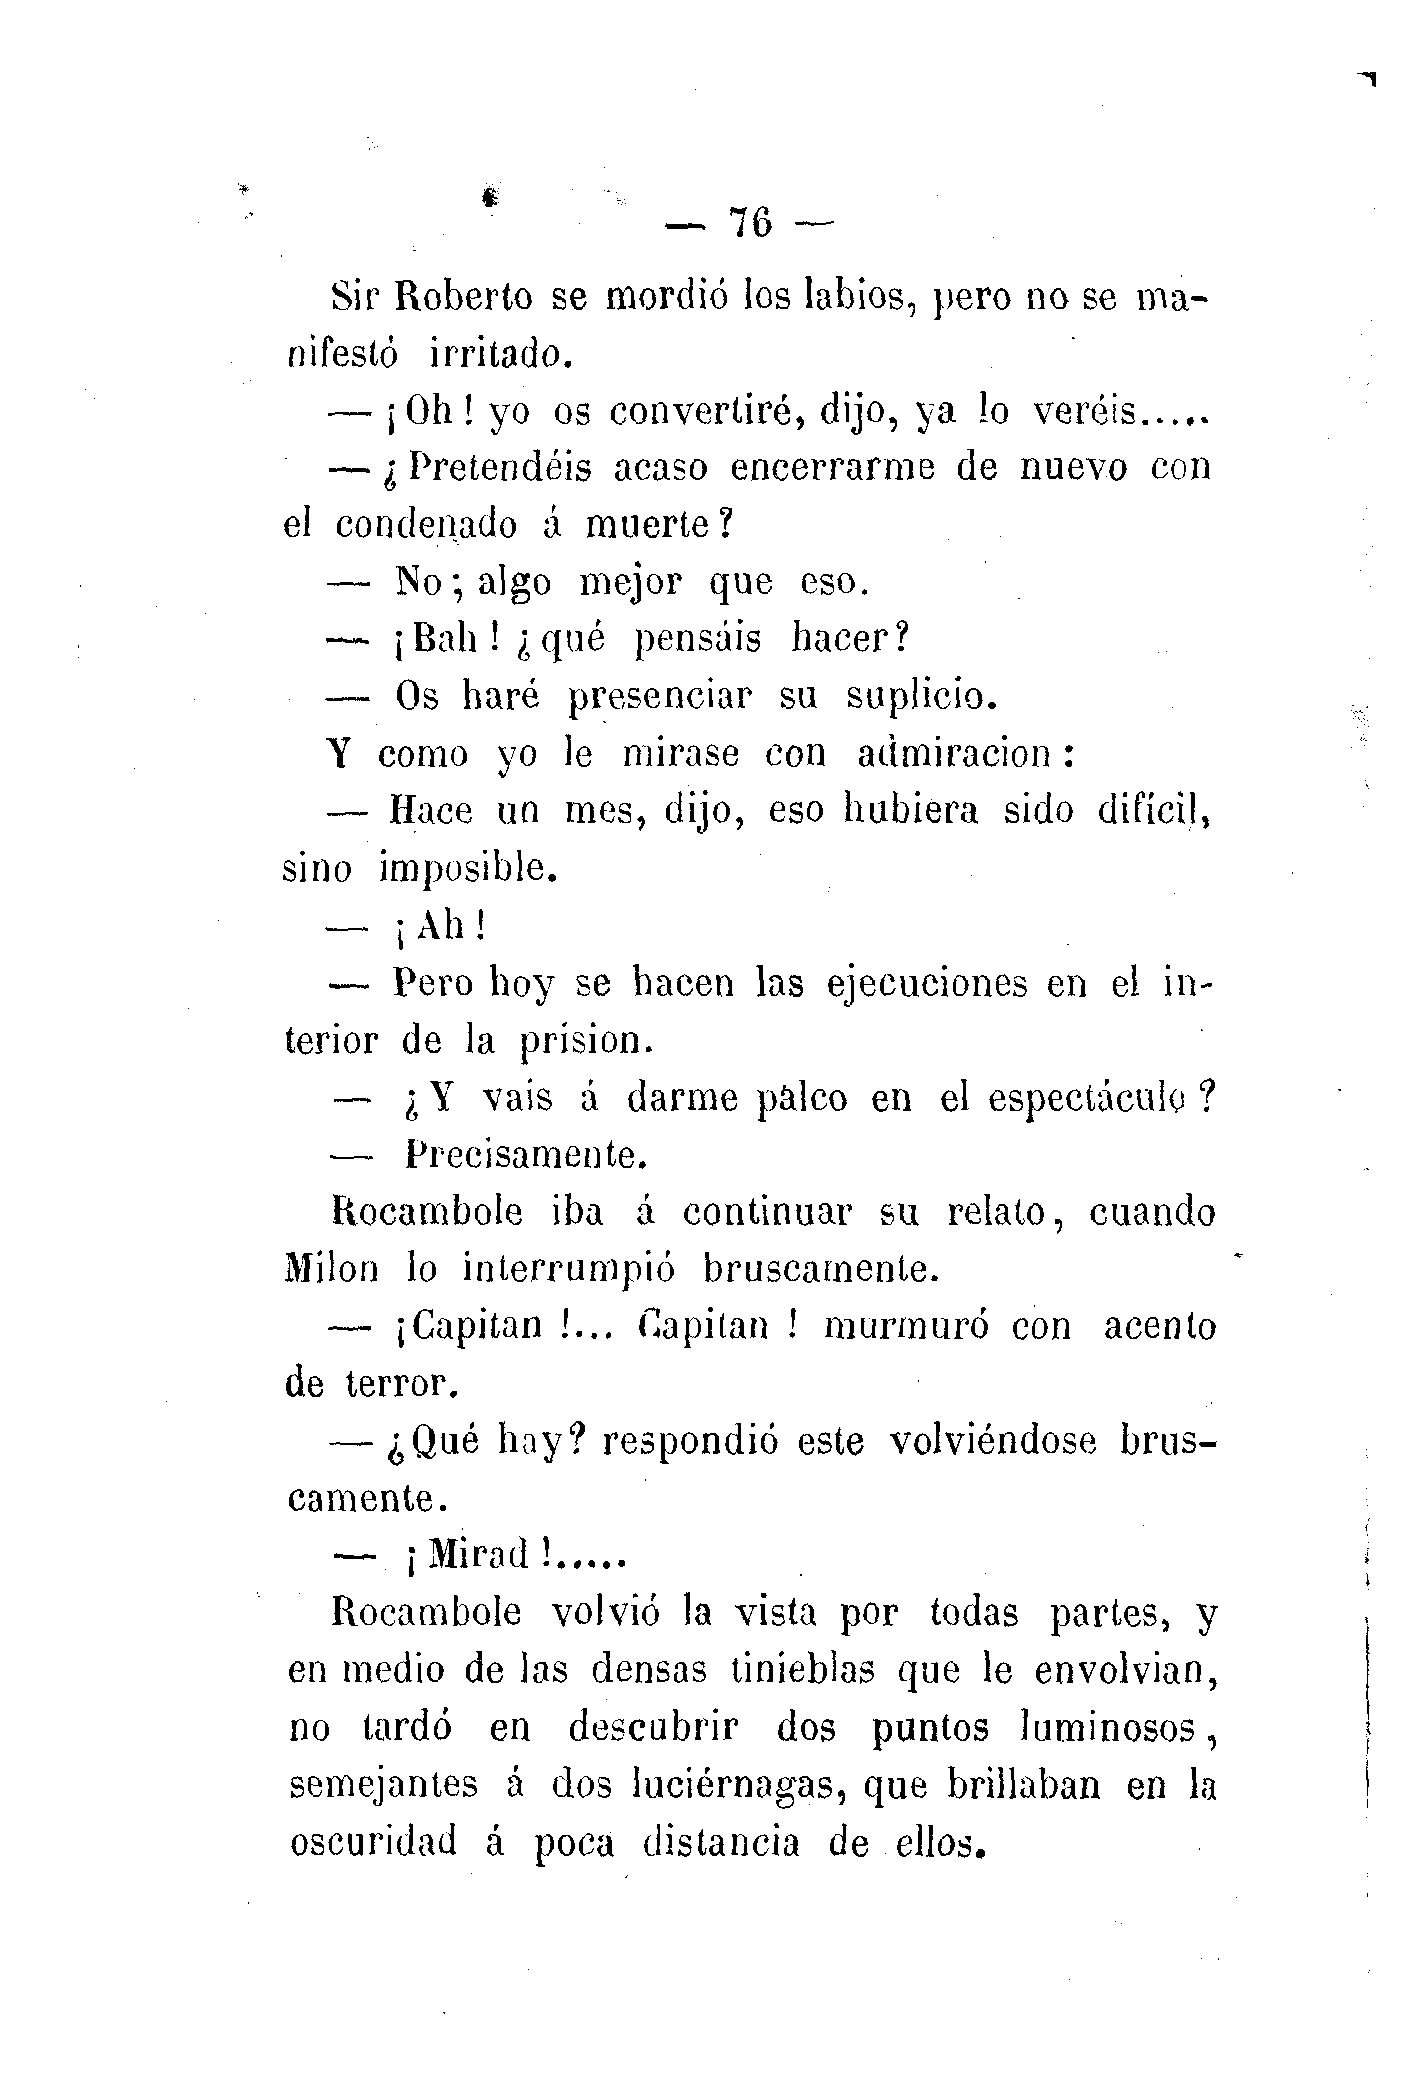 — 76 —
Sir Roberto se mordió los labios, pero no se ma-
nifestó irritado.
— ¡Oh! yo os convertiré, dijo, ya lo veréis.....
— ¿Pretendéis acaso encerrarme de nuevo con
el condenado á muerte?
— No; algo mejor que eso.
— ¡Bah! ¿qué pensáis hacer?
— Os haré presenciar su suplicio.
Y como yo le mirase con admiracion:
— Hace un mes, dijo, eso hubiera sido difícil,
sino imposible.
— ¡Ah!
— Pero hoy se hacen las ejecuciones en el in-
terior de la prision.
— ¿Y vais á darme palco en el espectáculo?
— Precisamente.
Rocambole iba á continuar su relato, cuando
Milon lo interrumpió bruscamente.
— ¡Capitan!... Capitan! murmuró con acento
de terror.
— ¿Qué hay? respondió este volviéndose brus-
camente.
— ¡Mirad!.....
Rocambole volvió la vista por todas partes, y
en medio de las densas tinieblas que le envolvian,
no tardó en descubrir dos puntos luminosos,
semejantes á dos luciérnagas, que brillaban en la
oscuridad á poca distancia de ellos.